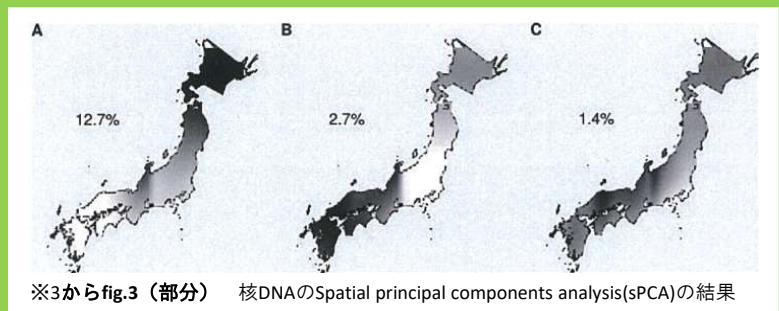 A B C
12.7% 2.7% 1.4%
※3からfig.3（部分） 核DNAのSpatial principal components analysis(sPCA)の結果